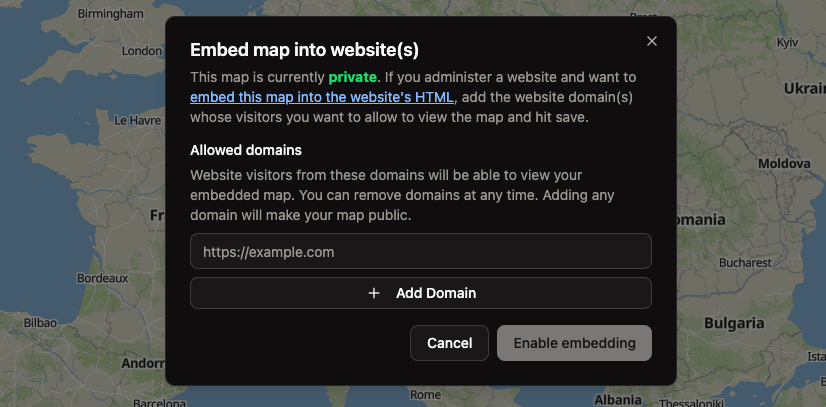 Birmingham
London
Le Havre
Fr
Bordeaux
Bilbao
Andorr
Barcelona
Embed map into website(s)
This map is currently private. If you administer a website and want to
embed this map into the website's HTML, add the website domain(s)
whose visitors you want to allow to view the map and hit save.
Allowed domains
Website visitors from these domains will be able to view your
embedded map. You can remove domains at any time. Adding any
domain will make your map public.
https://example.com
+ Add Domain
Cancel
Enable embedding
Rome
Kyiv
Ukrain
Moldova
omania
Bucharest
Bulgaria
Ista
Albania
Thessaloniki